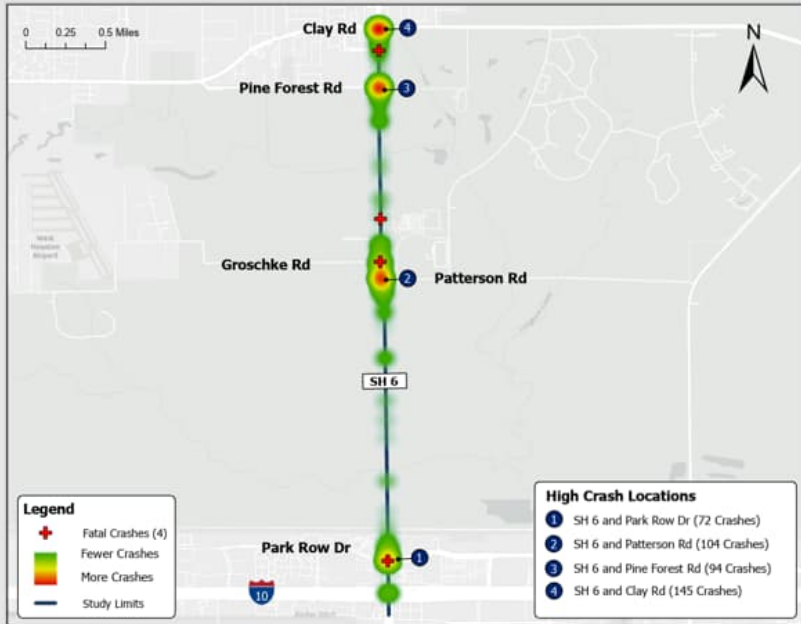 Clay Rd
4
0 0.25 0.5 Miles
N
Pine Forest Rd
3
West
Houston
Airport
Groschke Rd
2
Patterson Rd
SH 6
Legend
Fatal Crashes (4)
Fewer Crashes
More Crashes
Study Limits
Park Row Dr
1
10
High Crash Locations
1 SH 6 and Park Row Dr (72 Crashes)
2 SH 6 and Patterson Rd (104 Crashes)
3 SH 6 and Pine Forest Rd (94 Crashes)
4 SH 6 and Clay Rd (145 Crashes)